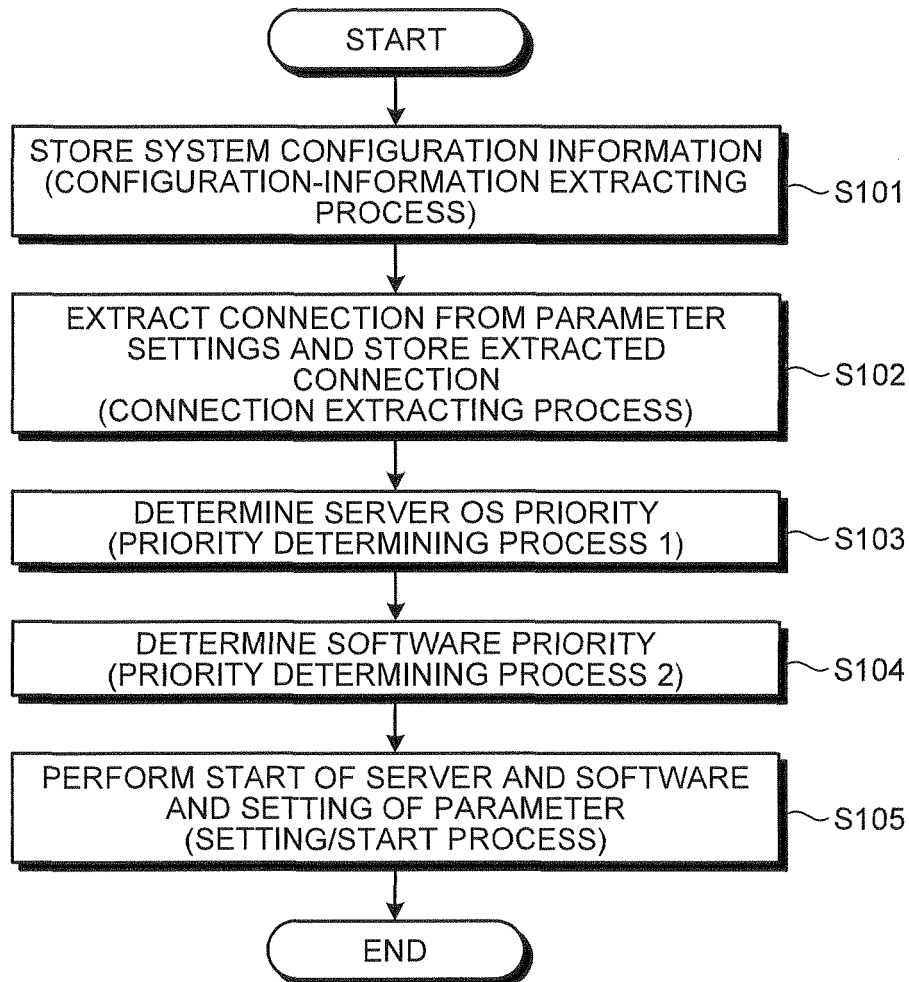 START
STORE SYSTEM CONFIGURATION INFORMATION
(CONFIGURATION-INFORMATION EXTRACTING
PROCESS)
S101
EXTRACT CONNECTION FROM PARAMETER
SETTINGS AND STORE EXTRACTED
CONNECTION
(CONNECTION EXTRACTING PROCESS)
S102
DETERMINE SERVER OS PRIORITY
(PRIORITY DETERMINING PROCESS 1)
S103
DETERMINE SOFTWARE PRIORITY
(PRIORITY DETERMINING PROCESS 2)
S104
PERFORM START OF SERVER AND SOFTWARE
AND SETTING OF PARAMETER
(SETTING/START PROCESS)
S105
END